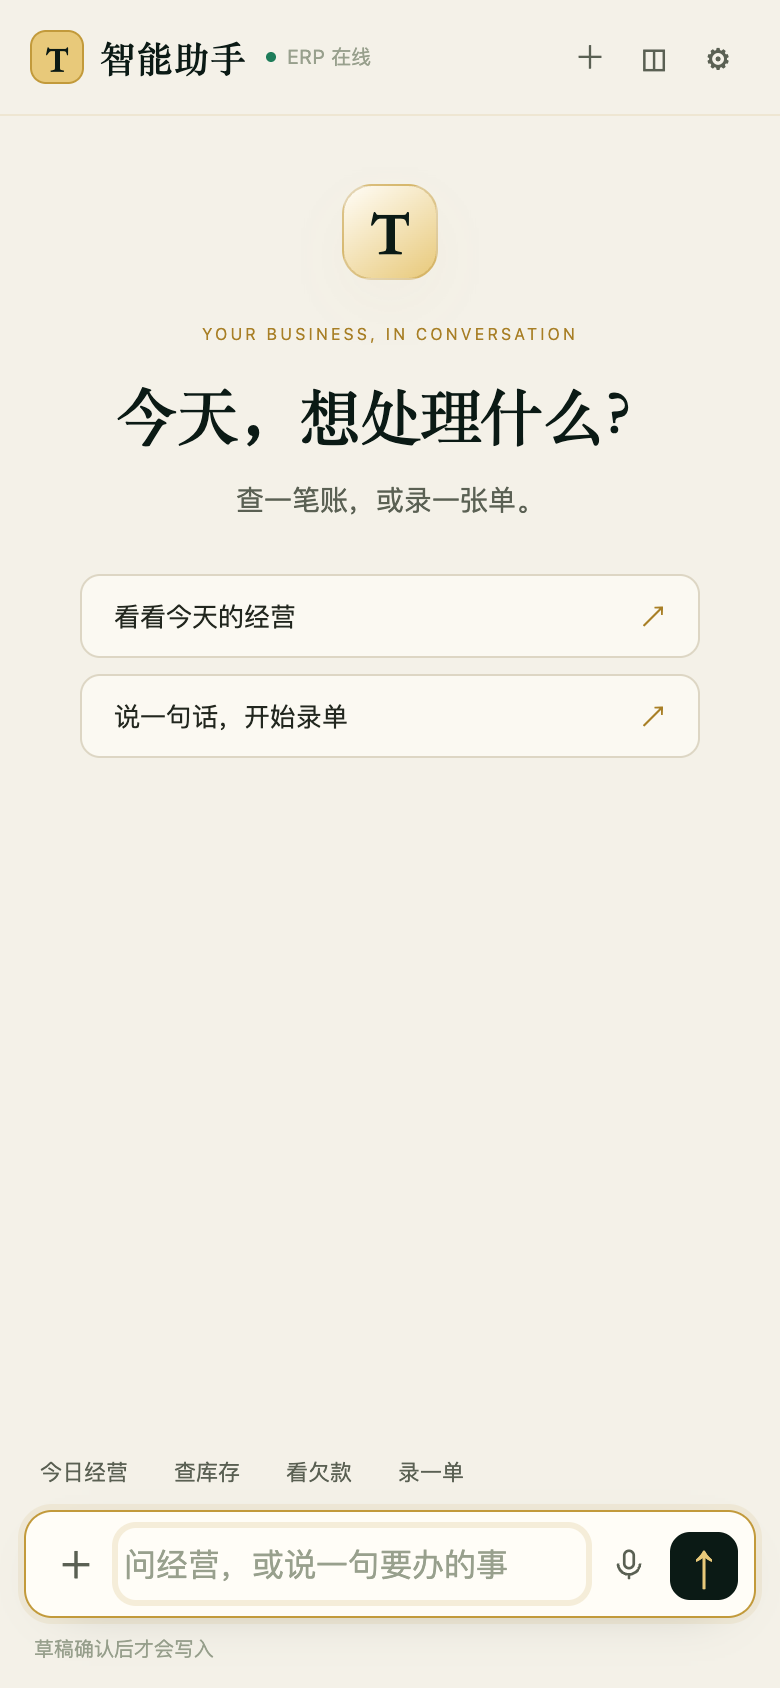 T 智能助手 ERP 在线
T
YOUR BUSINESS, IN CONVERSATION
今天，想处理什么？
查一笔账，或录一张单。
看看今天的经营
说一句话，开始录单
今日经营 查库存 看欠款 录一单
问经营，或说一句要办的事
草稿确认后才会写入